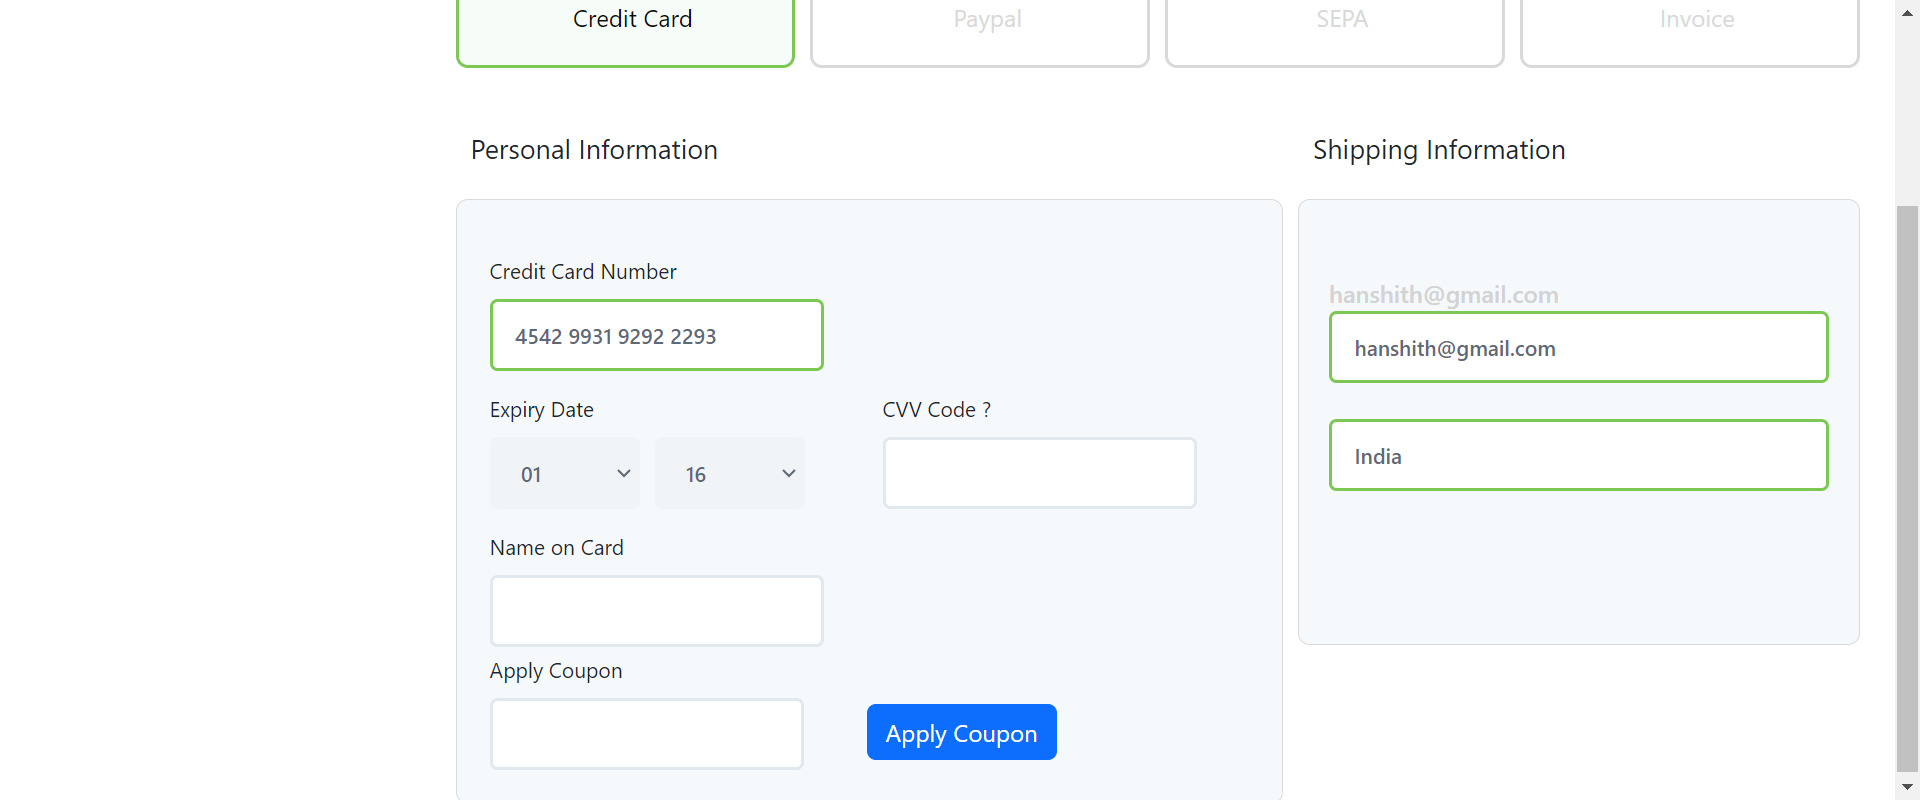 Credit Card
Paypal
SEPA
Invoice
Personal Information
Shipping Information
Credit Card Number
4542 9931 9292 2293
Expiry Date
CVV Code ?
01
16
Name on Card
Apply Coupon
Apply Coupon
hanshith@gmail.com
hanshith@gmail.com
India